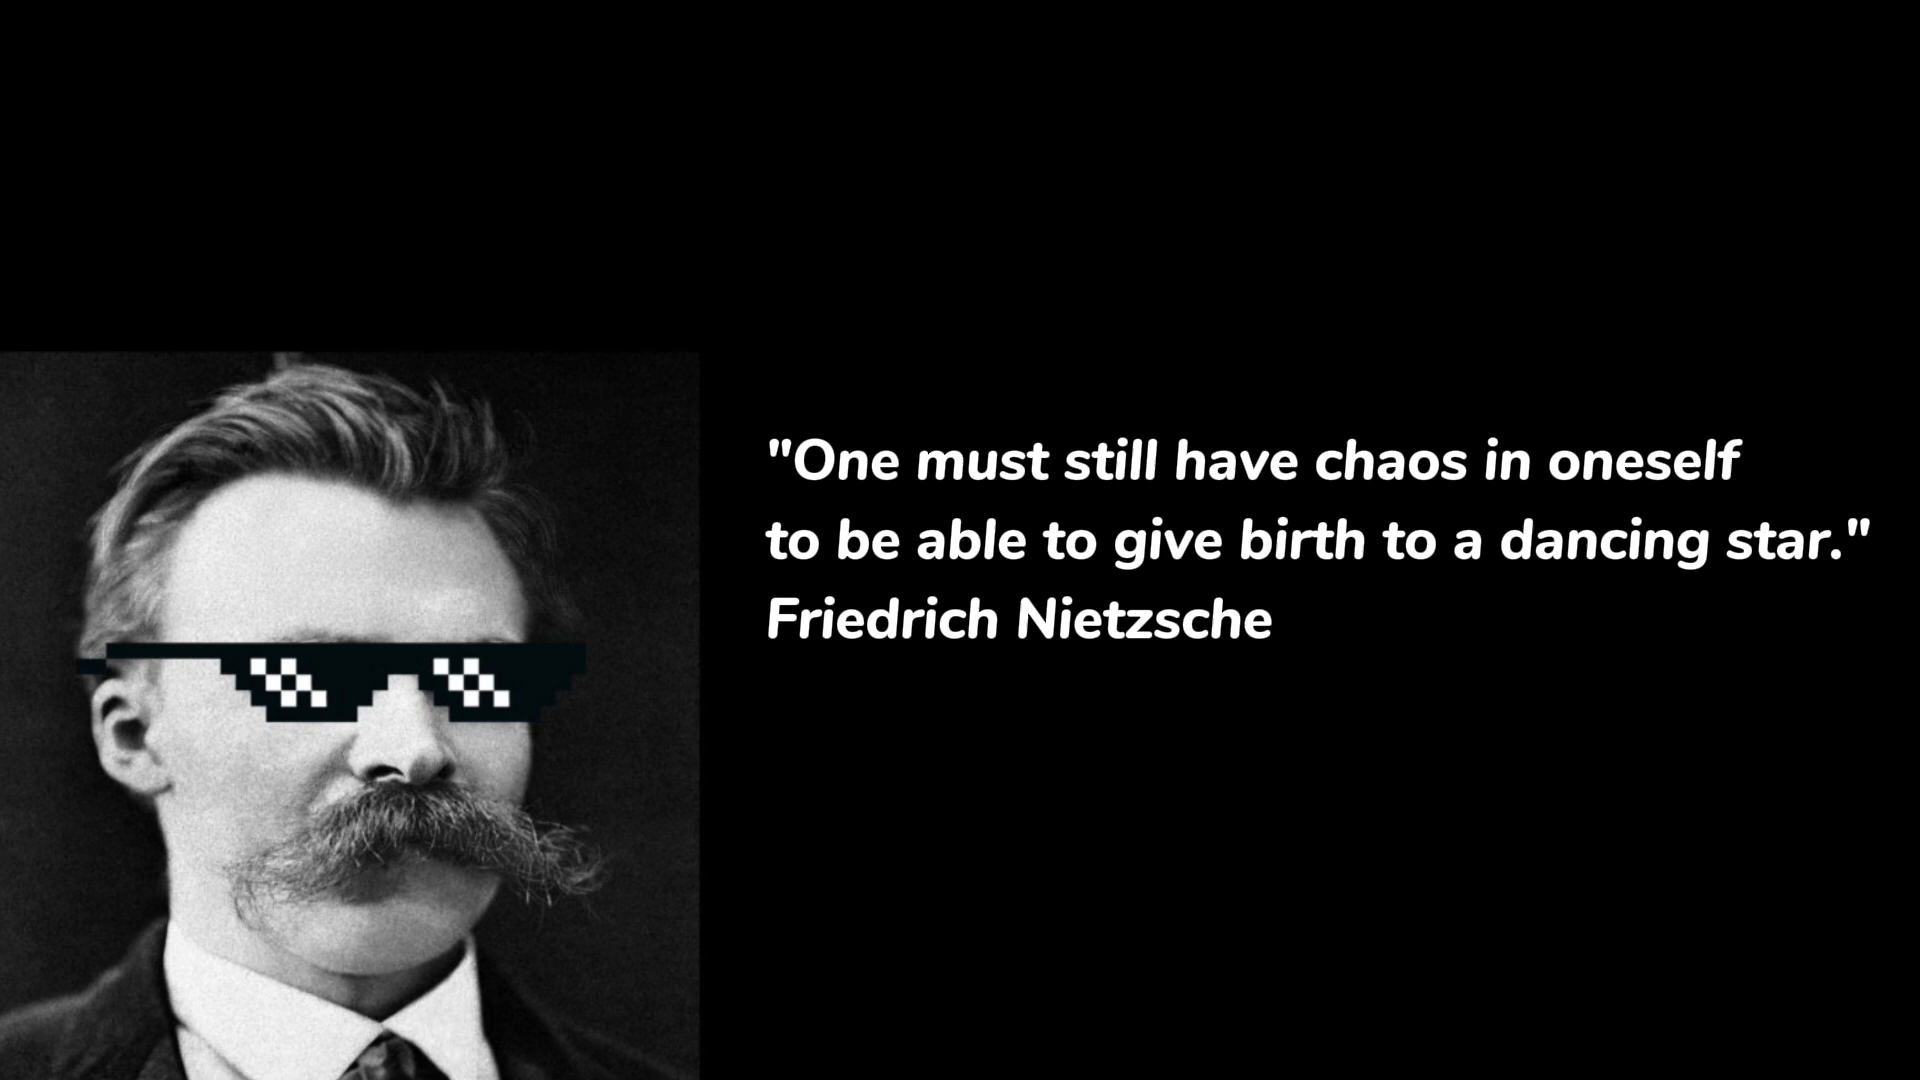 "One must still have chaos in oneself
to be able to give birth to a dancing star."
Friedrich Nietzsche